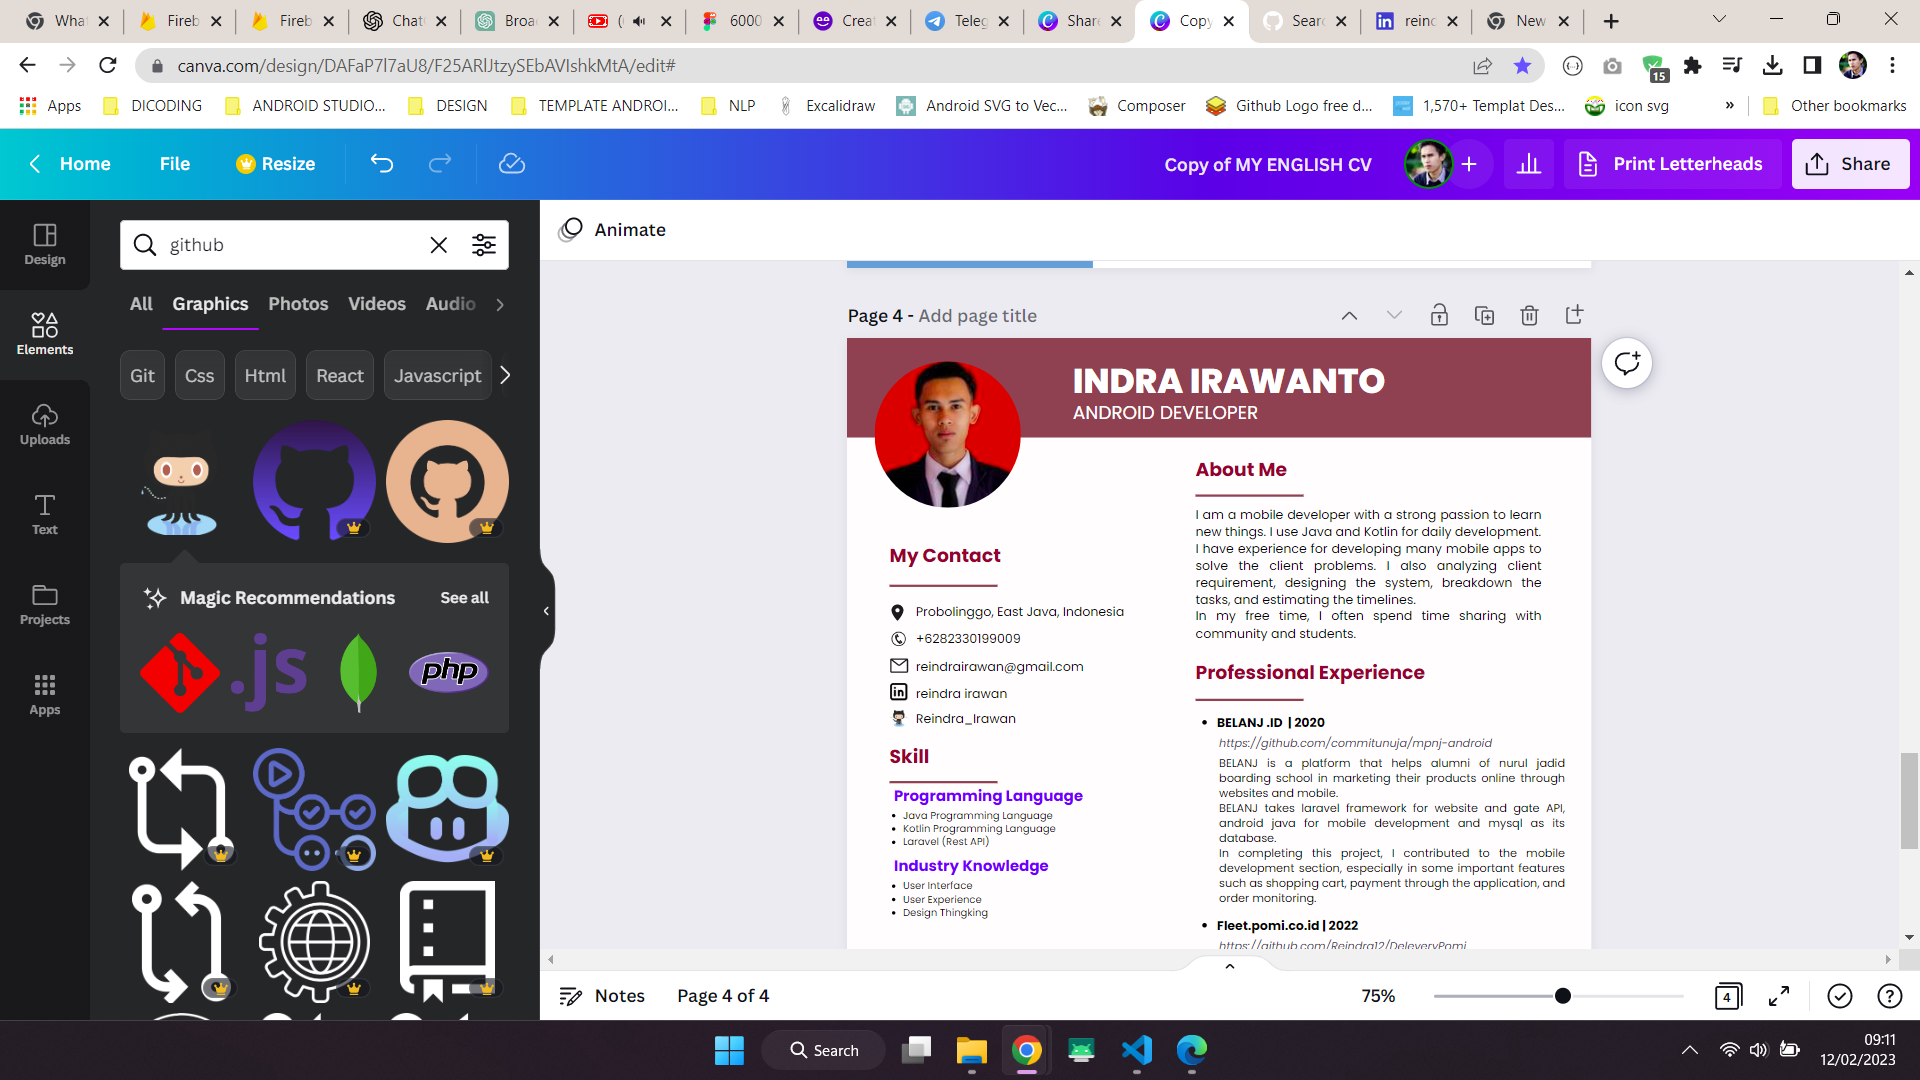 What
Fireb
Fireb
Chat
Broa
6000
Creat
Teleg
Share
Copy
Sear
reind
New
canva.com/design/DAFaP7l7aU8/F25ARlJtzySEbAVIshkMtA/edit#
15
Apps
DICODING
ANDROID STUDIO...
DESIGN
TEMPLATE ANDROI...
NLP
Excalidraw
Android SVG to Vec...
Composer
Github Logo free d...
1,570+ Templat Des...
icon svg
»
Other bookmarks
Home
File
Resize
Copy of MY ENGLISH CV
Print Letterheads
Share
Design
Elements
Uploads
Text
Projects
Apps
github
All
Graphics
Photos
Videos
Audio
Git
Css
Html
React
Javascript
Magic Recommendations
See all
.js
php
Animate
Page 4 - Add page title
INDRA IRAWANTO
ANDROID DEVELOPER
My Contact
Probolinggo, East Java, Indonesia
+6282330199009
reindrairawan@gmail.com
in
reindra irawan
Reindra_Irawan
Skill
Programming Language
• Java Programming Language
• Kotlin Programming Language
• Laravel (Rest API)
Industry Knowledge
• User Interface
• User Experience
• Design Thingking
About Me
I am a mobile developer with a strong passion to learn
new things. I use Java and Kotlin for daily development.
I have experience for developing many mobile apps to
solve the client problems. I also analyzing client
requirement, designing the system, breakdown the
tasks, and estimating the timelines.
In my free time, I often spend time sharing with
community and students.
Professional Experience
• BELANJ .ID | 2020
https://github.com/commitunuja/mpnj-android
BELANJ is a platform that helps alumni of nurul jadid
boarding school in marketing their products online through
websites and mobile.
BELANJ takes laravel framework for website and gate API,
android java for mobile development and mysql as its
database.
In completing this project, I contributed to the mobile
development section, especially in some important features
such as shopping cart, payment through the application, and
order monitoring.
• Fleet.pomi.co.id | 2022
https://github.com/Reindra12/DeleveryPomi
Notes
Page 4 of 4
75%
4
Search
09:11
12/02/2023